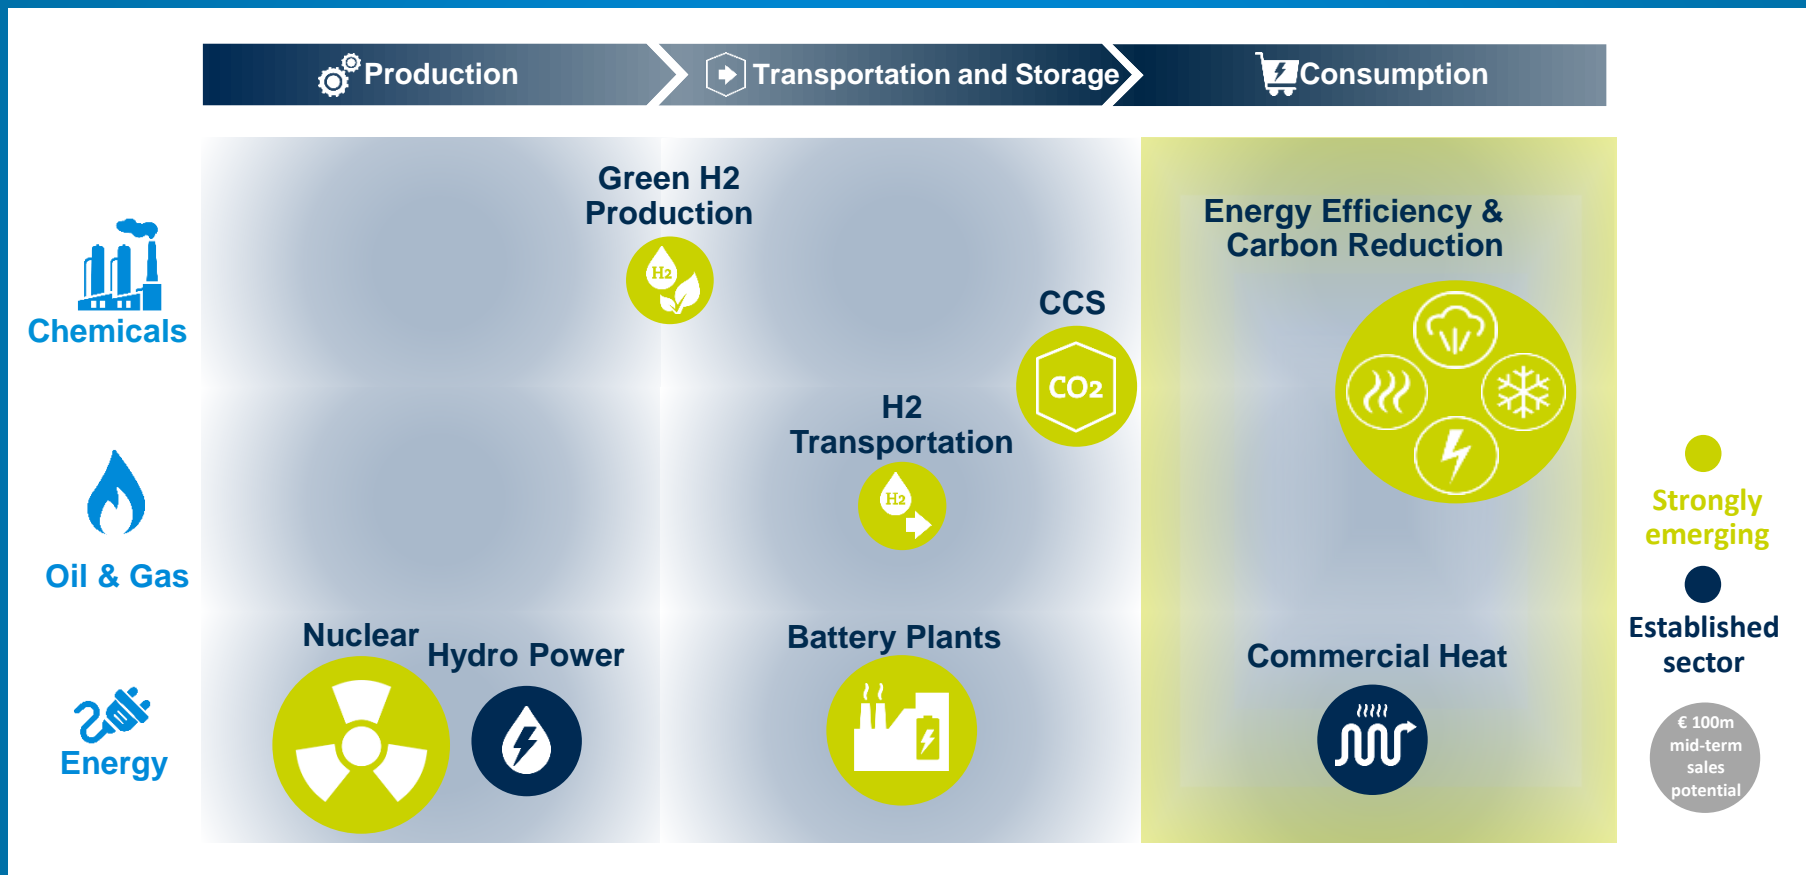 Production
Transportation and Storage
Consumption
Green H2
Production
H2
Energy Efficiency &
Carbon Reduction
Chemicals
CCS
CO2
H2
Transportation
H2
Oil & Gas
Strongly
emerging
Nuclear
Hydro Power
Battery Plants
Commercial Heat
Established
sector
Energy
€ 100m
mid-term
sales
potential